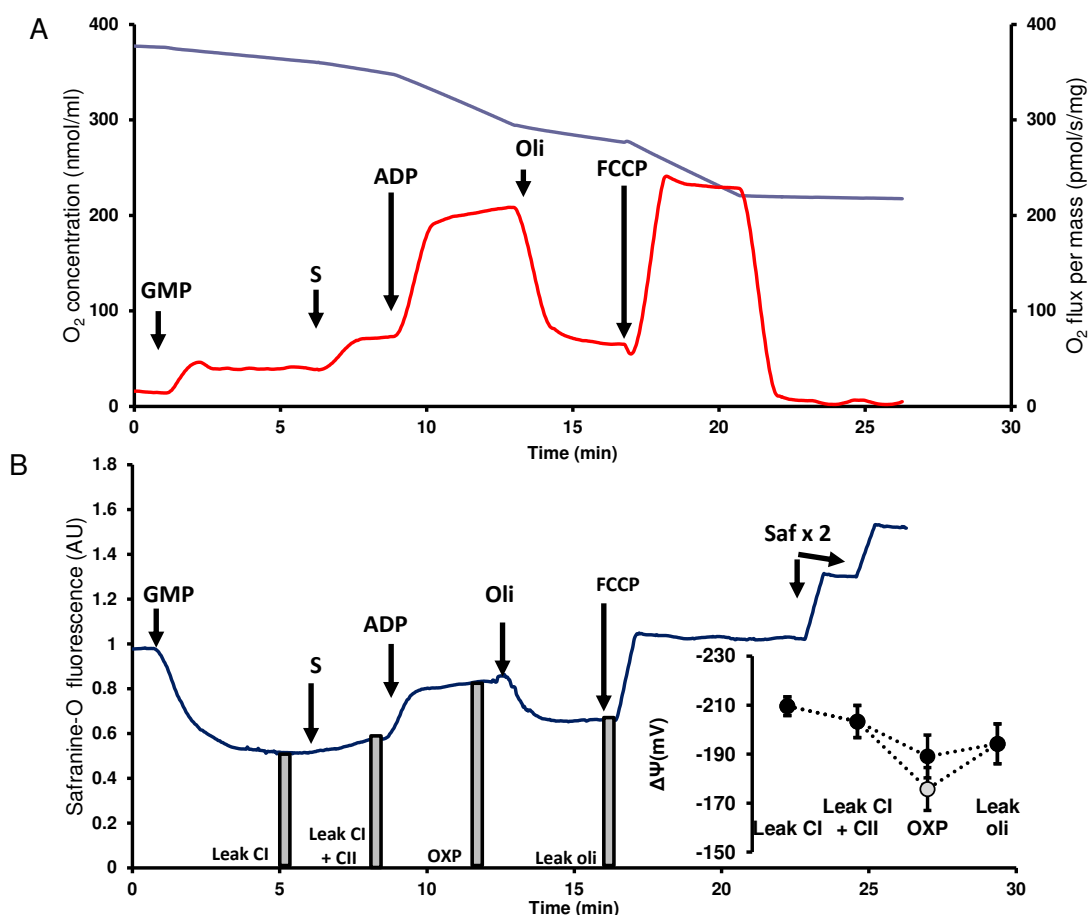 A
400
300
200
100
0
O2 concentration (nmol/ml)
GMP
S
ADP
Oli
FCCP
400
300
200
100
0
O2 flux per mass (pmol/s/mg)
0 5 10 15 20 25 30
Time (min)
B
1.8
1.6
1.4
1.2
1
0.8
0.6
0.4
0.2
0
Safranine-O fluorescence (AU)
GMP
S
ADP
Oli
FCCP
Saf x 2
Leak CI
Leak CI
+ CII
OXP
Leak oli
-230
-210
-190
-170
-150
ΔΨ(mV)
Leak CI
Leak CI
+ CII
OXP
Leak
oli
0 5 10 15 20 25 30
Time (min)